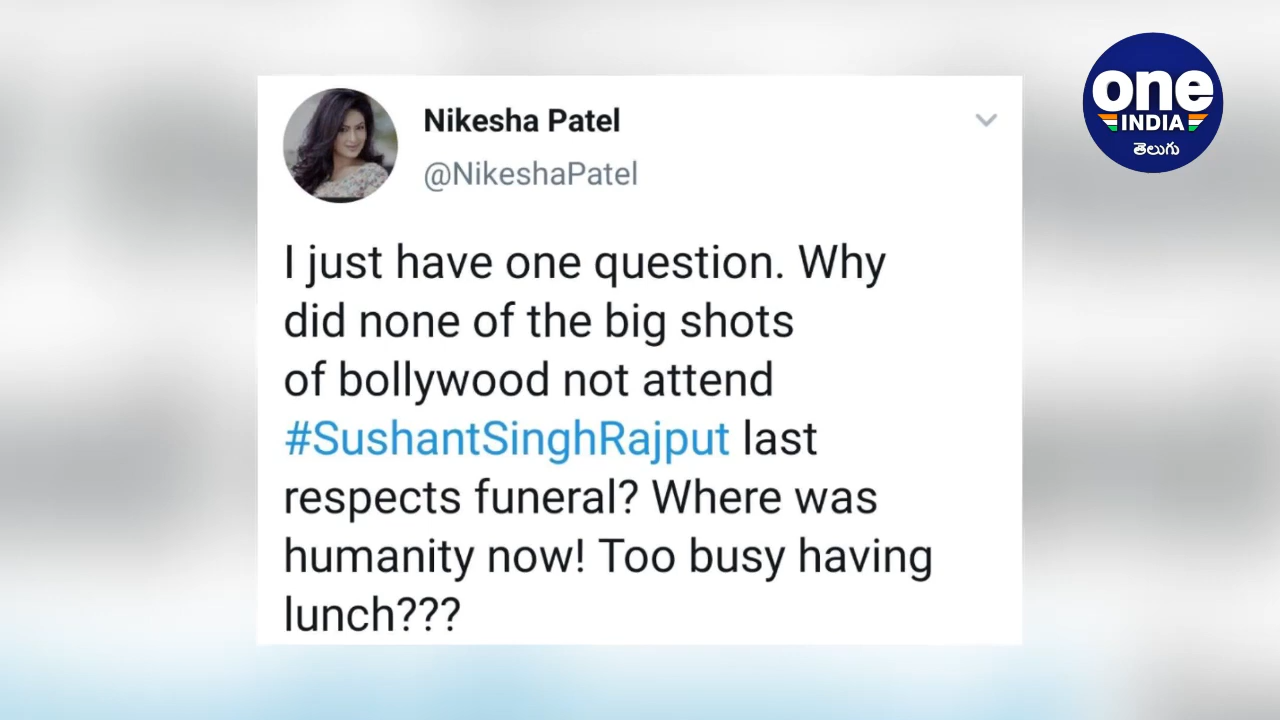 Nikesha Patel
@NikeshaPatel
I just have one question. Why
did none of the big shots
of bollywood not attend
#SushantSinghRajput last
respects funeral? Where was
humanity now! Too busy having
lunch???
one
INDIA
తెలుగు